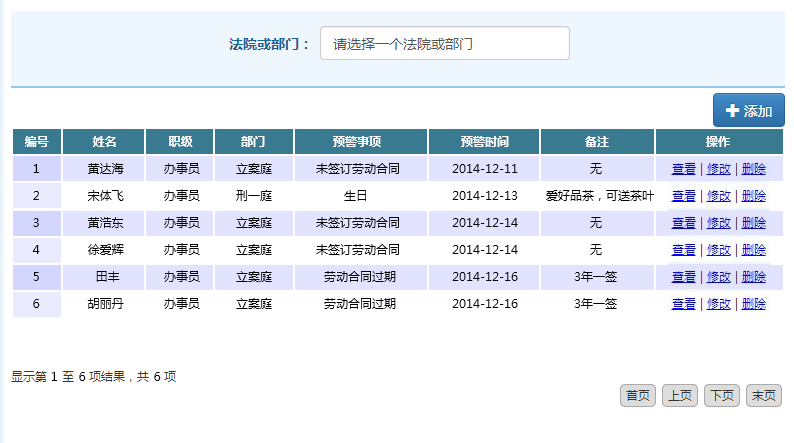 法院或部门： 请选择一个法院或部门
添加
编号 姓名 职级 部门 预警事项 预警时间 备注 操作
1 黄达海 办事员 立案庭 未签订劳动合同 2014-12-11 无 查看 | 修改 | 删除
2 宋体飞 办事员 刑一庭 生日 2014-12-13 爱好品茶，可送茶叶 查看 | 修改 | 删除
3 黄浩东 办事员 立案庭 未签订劳动合同 2014-12-14 无 查看 | 修改 | 删除
4 徐爱辉 办事员 立案庭 未签订劳动合同 2014-12-14 无 查看 | 修改 | 删除
5 田丰 办事员 立案庭 劳动合同过期 2014-12-16 3年一签 查看 | 修改 | 删除
6 胡丽丹 办事员 立案庭 劳动合同过期 2014-12-16 3年一签 查看 | 修改 | 删除
显示第 1 至 6 项结果，共 6 项
首页 上页 下页 末页